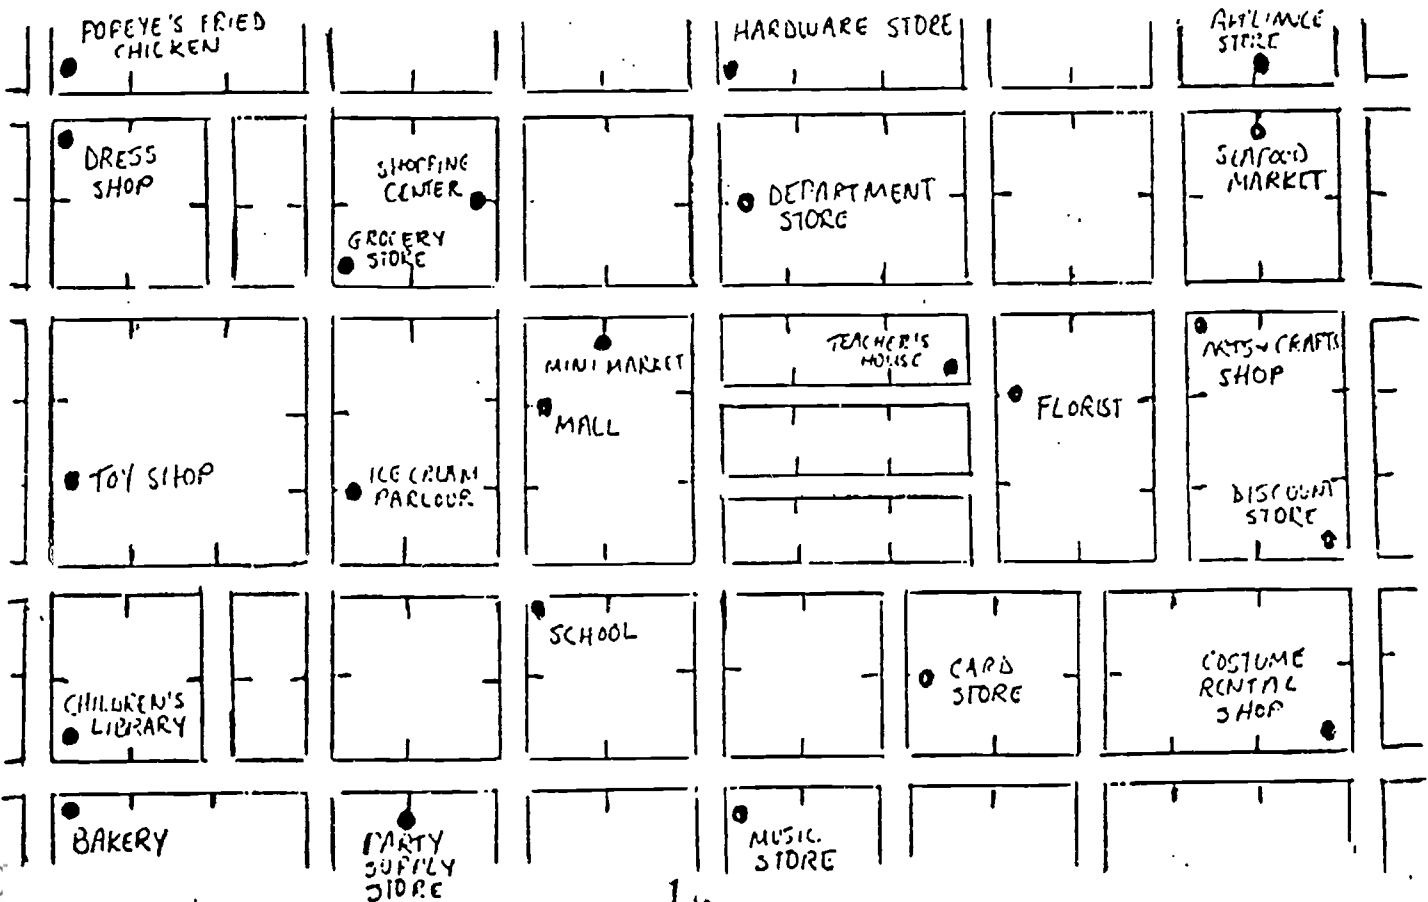 POPEYE'S FRIED
CHICKEN
HARDWARE STORE
APPLIANCE
STORE
DRESS
SHOP
SHOPPING
CENTER
GROCERY
STORE
DEPARTMENT
STORE
SEAFOOD
MARKET
MINI MARKET
MALL
TEACHER'S
HOUSE
FLORIST
ARTS & CRAFTS
SHOP
TOY SHOP
ICE CREAM
PARLOUR
DISCOUNT
STORE
SCHOOL
CHILDREN'S
LIBRARY
CARD
STORE
COSTUME
RENTAL
SHOP
BAKERY
PARTY
SUPPLY
STORE
MUSIC
STORE